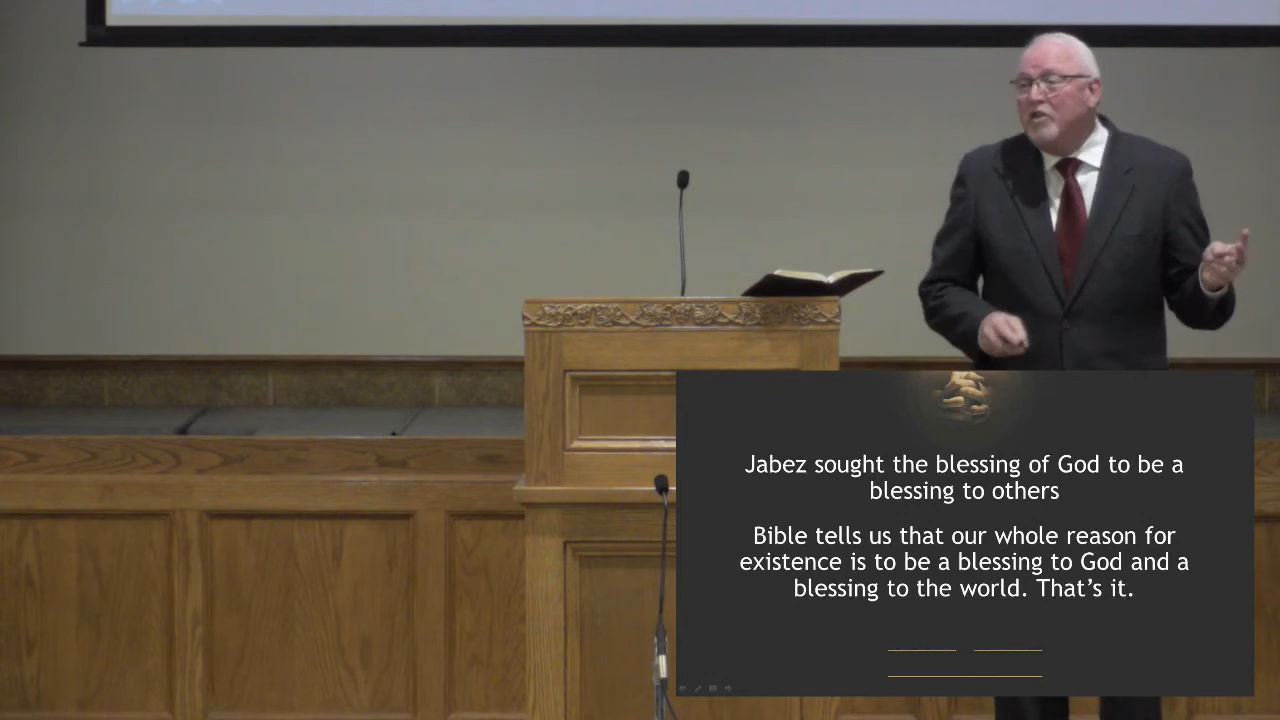 Jabez sought the blessing of God to be a
blessing to others
Bible tells us that our whole reason for
existence is to be a blessing to God and a
blessing to the world. That’s it.